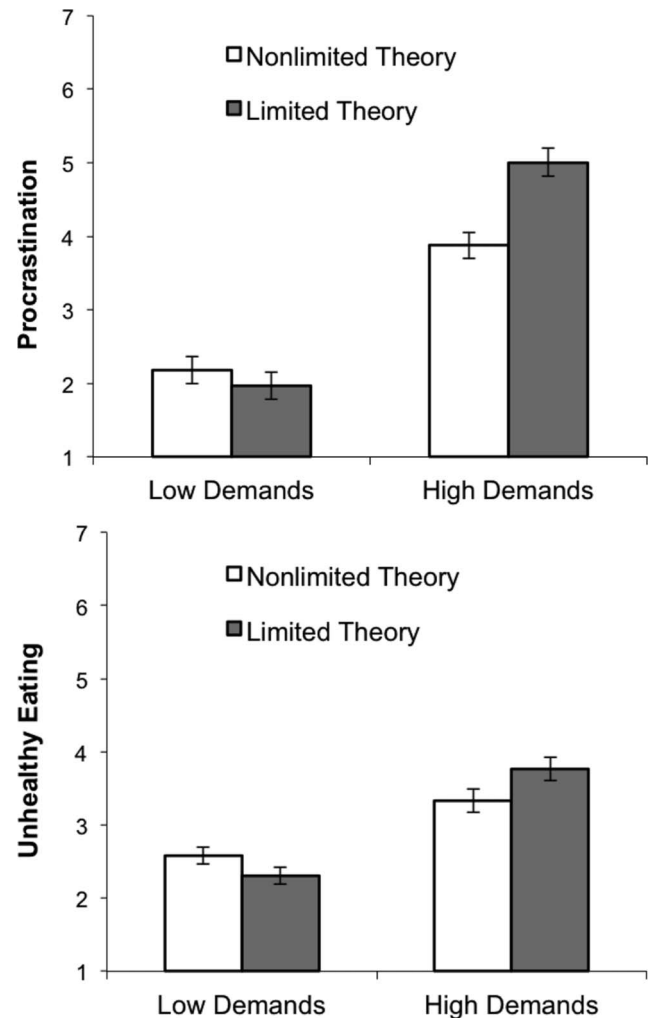 7
Nonlimited Theory
6
Limited Theory
5
4
3
2
1
Procrastination
Low Demands High Demands
7
Nonlimited Theory
6
Limited Theory
5
4
3
2
1
Unhealthy Eating
Low Demands High Demands